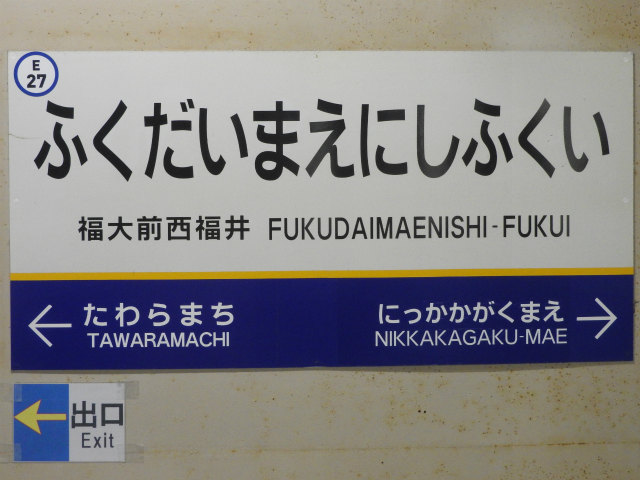 E
27
ふくだいまえにしふくい
福大前西福井 FUKUDAIMAENISHI-FUKUI
たわらまち
TAWARAMACHI
にっかかがくまえ
NIKKAKAGAKU-MAE
出口
Exit